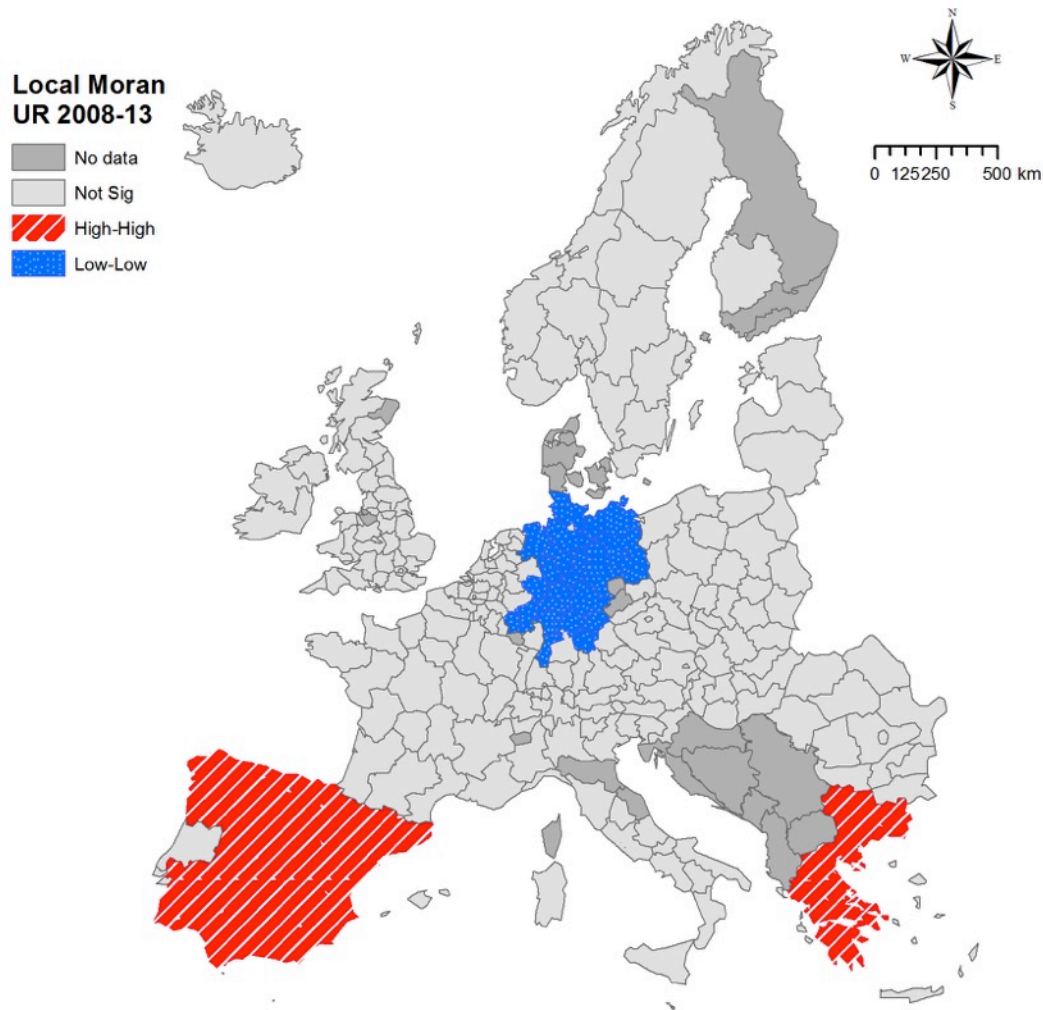 Local Moran
UR 2008-13
No data
Not Sig
High-High
Low-Low
N
W
E
S
0 125250 500 km